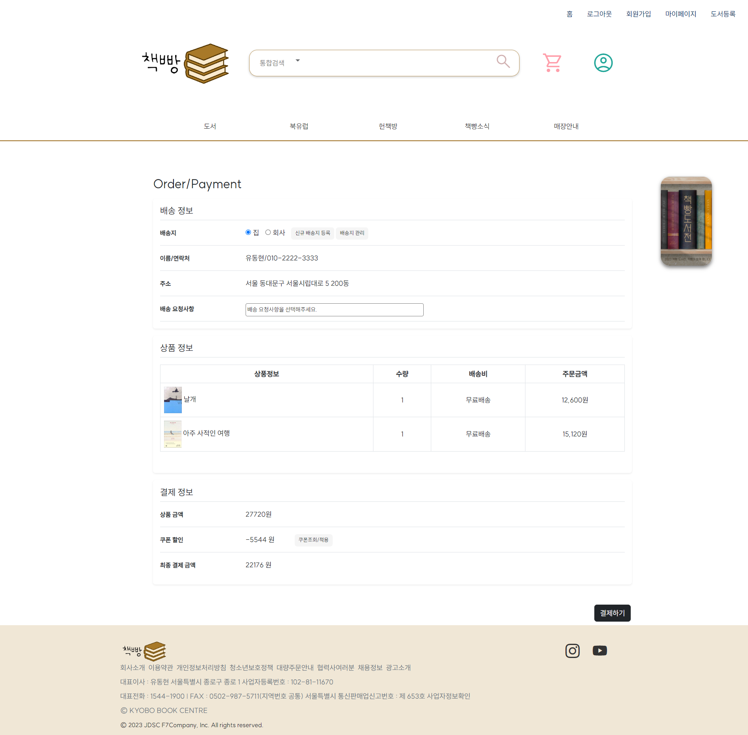 홈 로그아웃 회원가입 마이페이지 도서등록
책빵
통합검색
도서 북유럽 헌책방 책빵소식 매장안내
Order/Payment
배송 정보
배송지 집 회사 신규 배송지 등록 배송지 관리
이름/연락처 유동현/010-2222-3333
주소 서울 동대문구 서울시립대로 5 200동
배송 요청사항 배송 요청사항을 선택해주세요.
상품 정보
상품정보 수량 배송비 주문금액
날개 1 무료배송 12,600원
아주 사적인 여행 1 무료배송 15,120원
결제 정보
상품 금액 27720원
쿠폰 할인 -5544 원 쿠폰조회/적용
최종 결제 금액 22176 원
결제하기
책빵
회사소개 이용약관 개인정보처리방침 청소년보호정책 대량주문안내 협력사여러분 채용정보 광고소개
대표이사 : 유동현 서울특별시 종로구 종로 1 사업자등록번호 : 102-81-11670
대표전화 : 1544-1900 | FAX : 0502-987-5711(지역번호 공통) 서울특별시 통신판매업신고번호 : 제 653호 사업자정보확인
© KYOBO BOOK CENTRE
© 2023 JDSC F7Company, Inc. All rights reserved.
책빵도서전